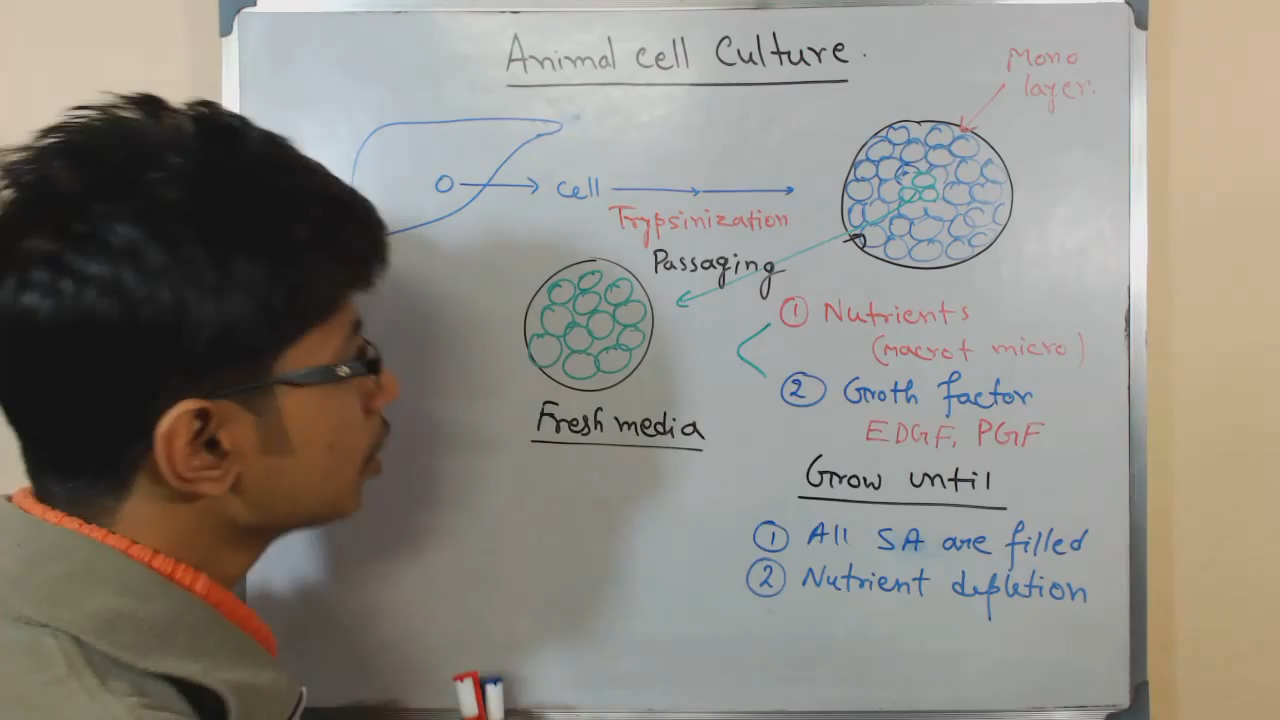 Animal cell Culture.
Mono
layer.
cell
Trypsinization
Passaging
① Nutrients
(macro+ micro)
② Groth factor
EDGF, PGF
Fresh media
Grow until
① All SA are filled
② Nutrient depletion